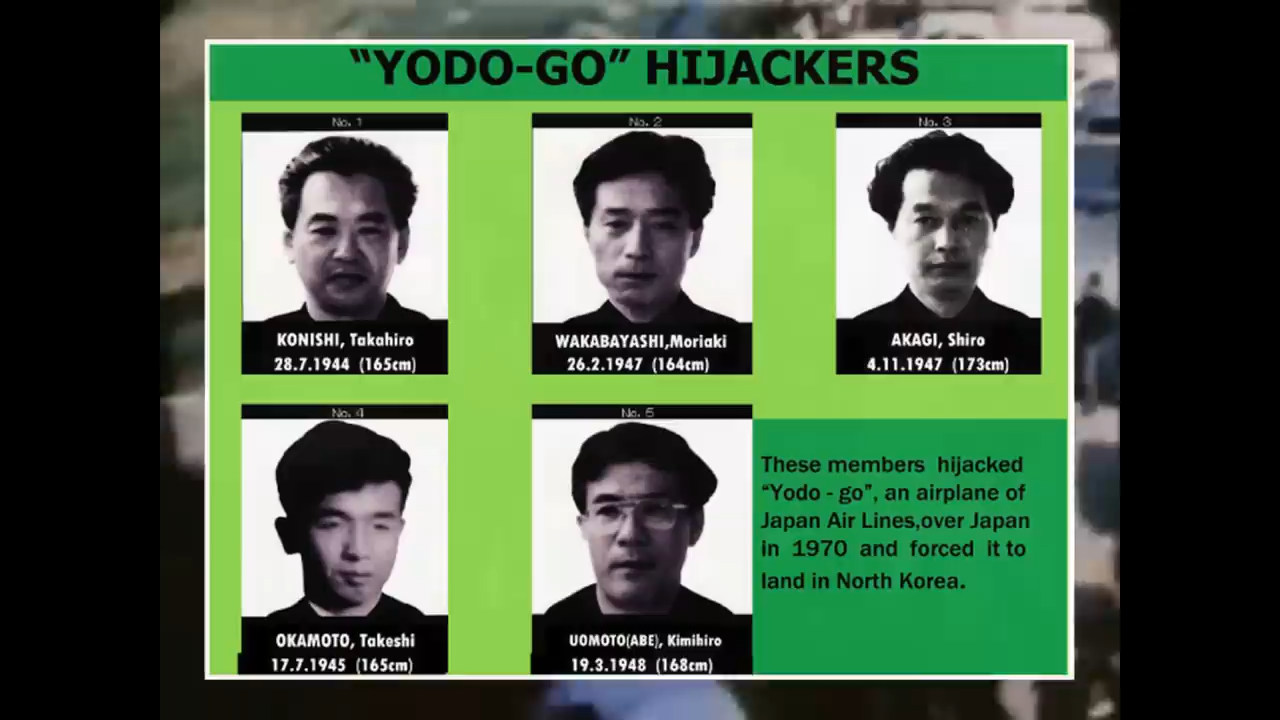 “YODO-GO” HIJACKERS
No. 1
KONISHI, Takahiro
28.7.1944 (165cm)
No. 2
WAKABAYASHI,Moriaki
26.2.1947 (164cm)
No. 3
AKAGI, Shiro
4.11.1947 (173cm)
No. 4
OKAMOTO, Takeshi
17.7.1945 (165cm)
No. 5
UOMOTO(ABE), Kimihiro
19.3.1948 (168cm)
These members hijacked
“Yodo - go”, an airplane of
Japan Air Lines,over Japan
in 1970 and forced it to
land in North Korea.